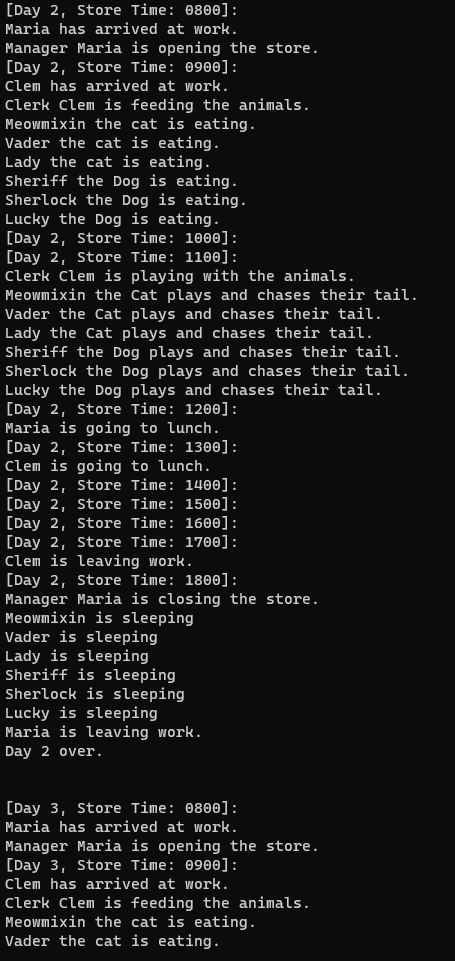 [Day 2, Store Time: 0800]:
Maria has arrived at work.
Manager Maria is opening the store.
[Day 2, Store Time: 0900]:
Clem has arrived at work.
Clerk Clem is feeding the animals.
Meowmixin the cat is eating.
Vader the cat is eating.
Lady the cat is eating.
Sheriff the Dog is eating.
Sherlock the Dog is eating.
Lucky the Dog is eating.
[Day 2, Store Time: 1000]:
[Day 2, Store Time: 1100]:
Clerk Clem is playing with the animals.
Meowmixin the Cat plays and chases their tail.
Vader the Cat plays and chases their tail.
Lady the Cat plays and chases their tail.
Sheriff the Dog plays and chases their tail.
Sherlock the Dog plays and chases their tail.
Lucky the Dog plays and chases their tail.
[Day 2, Store Time: 1200]:
Maria is going to lunch.
[Day 2, Store Time: 1300]:
Clem is going to lunch.
[Day 2, Store Time: 1400]:
[Day 2, Store Time: 1500]:
[Day 2, Store Time: 1600]:
[Day 2, Store Time: 1700]:
Clem is leaving work.
[Day 2, Store Time: 1800]:
Manager Maria is closing the store.
Meowmixin is sleeping
Vader is sleeping
Lady is sleeping
Sheriff is sleeping
Sherlock is sleeping
Lucky is sleeping
Maria is leaving work.
Day 2 over.
[Day 3, Store Time: 0800]:
Maria has arrived at work.
Manager Maria is opening the store.
[Day 3, Store Time: 0900]:
Clem has arrived at work.
Clerk Clem is feeding the animals.
Meowmixin the cat is eating.
Vader the cat is eating.